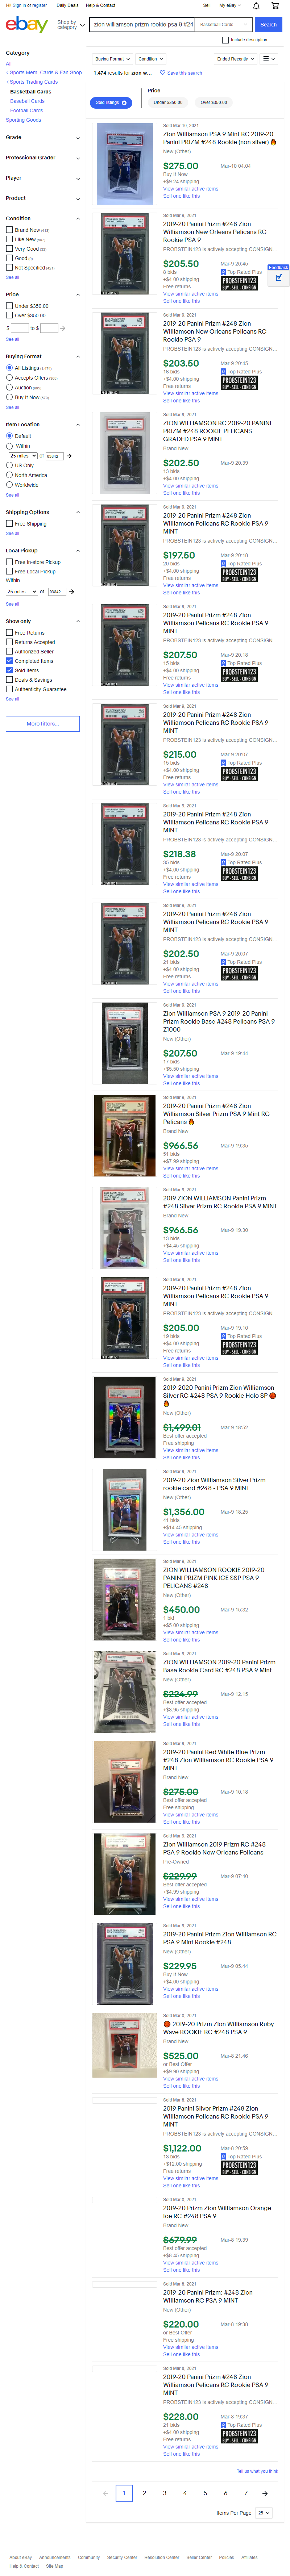 Hi! Sign in or register
Daily Deals
Help & Contact
Sell
My eBay
ebay
Shop by category
zion williamson prizm rookie psa 9 #24
Basketball Cards
Search
Include description
Category
All
Sports Mem, Cards & Fan Shop
Sports Trading Cards
Basketball Cards
Baseball Cards
Football Cards
Sporting Goods
Grade
Professional Grader
Player
Product
Condition
Brand New
Like New
Very Good
Good
Not Specified
See all
Price
Under $350.00
Over $350.00
$ to $
See all
Buying Format
All Listings (1,474)
Accepts Offers
Auction
Buy It Now
See all
Item Location
Default
Within
25 miles of
US Only
North America
Worldwide
See all
Shipping Options
Free Shipping
See all
Local Pickup
Free In-store Pickup
Free Local Pickup
Within
25 miles of
See all
Show only
Free Returns
Returns Accepted
Authorized Seller
Completed Items
Sold Items
Deals & Savings
Authenticity Guarantee
See all
More filters...
Buying Format
Condition
Ended Recently
1,474 results for zion w...
Save this search
Sold listings
Price
Under $350.00
Over $350.00
Feedback
Sold Mar 10, 2021
Zion Williamson PSA 9 Mint RC 2019-20 Panini PRIZM #248 Rookie (non silver) 🔥
New (Other)
$275.00
Mar-10 04:04
Buy It Now
+$9.24 shipping
View similar active items
Sell one like this
Sold Mar 9, 2021
2019-20 Panini Prizm #248 Zion Williamson New Orleans Pelicans RC Rookie PSA 9
PROBSTEIN123 is actively accepting CONSIGN...
$205.50
Mar-9 20:45
6 bids
Top Rated Plus
+$4.00 shipping
PROBSTEIN123
BUY - SELL - CONSIGN
Free returns
View similar active items
Sell one like this
Sold Mar 9, 2021
2019-20 Panini Prizm #248 Zion Williamson New Orleans Pelicans RC Rookie PSA 9
PROBSTEIN123 is actively accepting CONSIGN...
$203.50
Mar-9 20:45
16 bids
Top Rated Plus
+$4.00 shipping
PROBSTEIN123
BUY - SELL - CONSIGN
Free returns
View similar active items
Sell one like this
Sold Mar 9, 2021
ZION WILLIAMSON RC 2019-20 PANINI PRIZM #248 ROOKIE PELICANS GRADED PSA 9 MINT
Brand New
$202.50
Mar-9 20:39
13 bids
+$4.00 shipping
View similar active items
Sell one like this
Sold Mar 9, 2021
2019-20 Panini Prizm #248 Zion Williamson Pelicans RC Rookie PSA 9 MINT
PROBSTEIN123 is actively accepting CONSIGN...
$197.50
Mar-9 20:18
20 bids
Top Rated Plus
+$4.00 shipping
PROBSTEIN123
BUY - SELL - CONSIGN
Free returns
View similar active items
Sell one like this
Sold Mar 9, 2021
2019-20 Panini Prizm #248 Zion Williamson Pelicans RC Rookie PSA 9 MINT
PROBSTEIN123 is actively accepting CONSIGN...
$207.50
Mar-9 20:18
15 bids
Top Rated Plus
+$4.00 shipping
PROBSTEIN123
BUY - SELL - CONSIGN
Free returns
View similar active items
Sell one like this
Sold Mar 9, 2021
2019-20 Panini Prizm #248 Zion Williamson Pelicans RC Rookie PSA 9 MINT
PROBSTEIN123 is actively accepting CONSIGN...
$215.00
Mar-9 20:07
15 bids
Top Rated Plus
+$4.00 shipping
PROBSTEIN123
BUY - SELL - CONSIGN
Free returns
View similar active items
Sell one like this
Sold Mar 9, 2021
2019-20 Panini Prizm #248 Zion Williamson Pelicans RC Rookie PSA 9 MINT
PROBSTEIN123 is actively accepting CONSIGN...
$218.38
Mar-9 20:07
35 bids
Top Rated Plus
+$4.00 shipping
PROBSTEIN123
BUY - SELL - CONSIGN
Free returns
View similar active items
Sell one like this
Sold Mar 9, 2021
2019-20 Panini Prizm #248 Zion Williamson Pelicans RC Rookie PSA 9 MINT
PROBSTEIN123 is actively accepting CONSIGN...
$202.50
Mar-9 20:07
21 bids
Top Rated Plus
+$4.00 shipping
PROBSTEIN123
BUY - SELL - CONSIGN
Free returns
View similar active items
Sell one like this
Sold Mar 9, 2021
Zion Williamson PSA 9 2019-20 Panini Prizm Rookie Base #248 Pelicans PSA 9 Z1000
New (Other)
$207.50
Mar-9 19:44
17 bids
+$5.50 shipping
View similar active items
Sell one like this
Sold Mar 9, 2021
2019-20 Panini Prizm #248 Zion Williamson Silver Prizm PSA 9 Mint RC Pelicans 🔥
Brand New
$966.56
Mar-9 19:35
51 bids
+$7.99 shipping
View similar active items
Sell one like this
Sold Mar 9, 2021
2019 ZION WILLIAMSON Panini Prizm #248 Silver Prizm RC Rookie PSA 9 MINT
Brand New
$966.56
Mar-9 19:30
13 bids
+$4.45 shipping
View similar active items
Sell one like this
Sold Mar 9, 2021
2019-20 Panini Prizm #248 Zion Williamson Pelicans RC Rookie PSA 9 MINT
PROBSTEIN123 is actively accepting CONSIGN...
$205.00
Mar-9 19:10
19 bids
Top Rated Plus
+$4.00 shipping
PROBSTEIN123
BUY - SELL - CONSIGN
Free returns
View similar active items
Sell one like this
Sold Mar 9, 2021
2019-2020 Panini Prizm Zion Williamson Silver RC #248 PSA 9 Rookie Holo SP 🏀🔥
New (Other)
$1,499.01
Mar-9 18:52
Best offer accepted
Free shipping
View similar active items
Sell one like this
Sold Mar 9, 2021
2019-20 Zion Williamson Silver Prizm rookie card #248 - PSA 9 MINT
New (Other)
$1,356.00
Mar-9 18:25
41 bids
+$14.45 shipping
View similar active items
Sell one like this
Sold Mar 9, 2021
ZION WILLIAMSON ROOKIE 2019-20 PANINI PRIZM PINK ICE SSP PSA 9 PELICANS #248
New (Other)
$450.00
Mar-9 15:32
1 bid
+$5.00 shipping
View similar active items
Sell one like this
Sold Mar 9, 2021
ZION WILLIAMSON 2019-20 Panini Prizm Base Rookie Card RC #248 PSA 9 Mint
New (Other)
$224.99
Mar-9 12:15
Best offer accepted
+$3.95 shipping
View similar active items
Sell one like this
Sold Mar 9, 2021
2019-20 Panini Red White Blue Prizm #248 Zion Williamson RC Rookie PSA 9 MINT
Brand New
$275.00
Mar-9 10:18
Best offer accepted
Free shipping
View similar active items
Sell one like this
Sold Mar 9, 2021
Zion Williamson 2019 Prizm RC #248 PSA 9 Rookie New Orleans Pelicans
Pre-Owned
$229.99
Mar-9 07:40
Best offer accepted
+$4.99 shipping
View similar active items
Sell one like this
Sold Mar 9, 2021
2019-20 Panini Prizm Zion Williamson RC PSA 9 Mint Rookie #248
New (Other)
$229.95
Mar-9 05:44
Buy It Now
+$4.00 shipping
View similar active items
Sell one like this
Sold Mar 8, 2021
🏀 2019-20 Prizm Zion Williamson Ruby Wave ROOKIE RC #248 PSA 9
Brand New
$525.00
Mar-8 21:46
or Best Offer
+$9.90 shipping
View similar active items
Sell one like this
Sold Mar 8, 2021
2019 Panini Silver Prizm #248 Zion Williamson Pelicans RC Rookie PSA 9 MINT
PROBSTEIN123 is actively accepting CONSIGN...
$1,122.00
Mar-8 20:59
13 bids
Top Rated Plus
+$12.00 shipping
PROBSTEIN123
BUY - SELL - CONSIGN
Free returns
View similar active items
Sell one like this
Sold Mar 8, 2021
2019-20 Prizm Zion Williamson Orange Ice RC #248 PSA 9
Brand New
$679.99
Mar-8 19:39
Best offer accepted
+$8.45 shipping
View similar active items
Sell one like this
Sold Mar 8, 2021
2019-20 Panini Prizm: #248 Zion Williamson RC PSA 9 MINT
New (Other)
$220.00
Mar-8 19:38
or Best Offer
Free shipping
View similar active items
Sell one like this
Sold Mar 8, 2021
2019-20 Panini Prizm #248 Zion Williamson Pelicans RC Rookie PSA 9 MINT
PROBSTEIN123 is actively accepting CONSIGN...
$228.00
Mar-8 19:37
21 bids
Top Rated Plus
+$4.00 shipping
PROBSTEIN123
BUY - SELL - CONSIGN
Free returns
View similar active items
Sell one like this
Tell us what you think
1 2 3 4 5 6 7
Items Per Page 25
About eBay
Announcements
Community
Security Center
Resolution Center
Seller Center
Policies
Affiliates
Help & Contact
Site Map